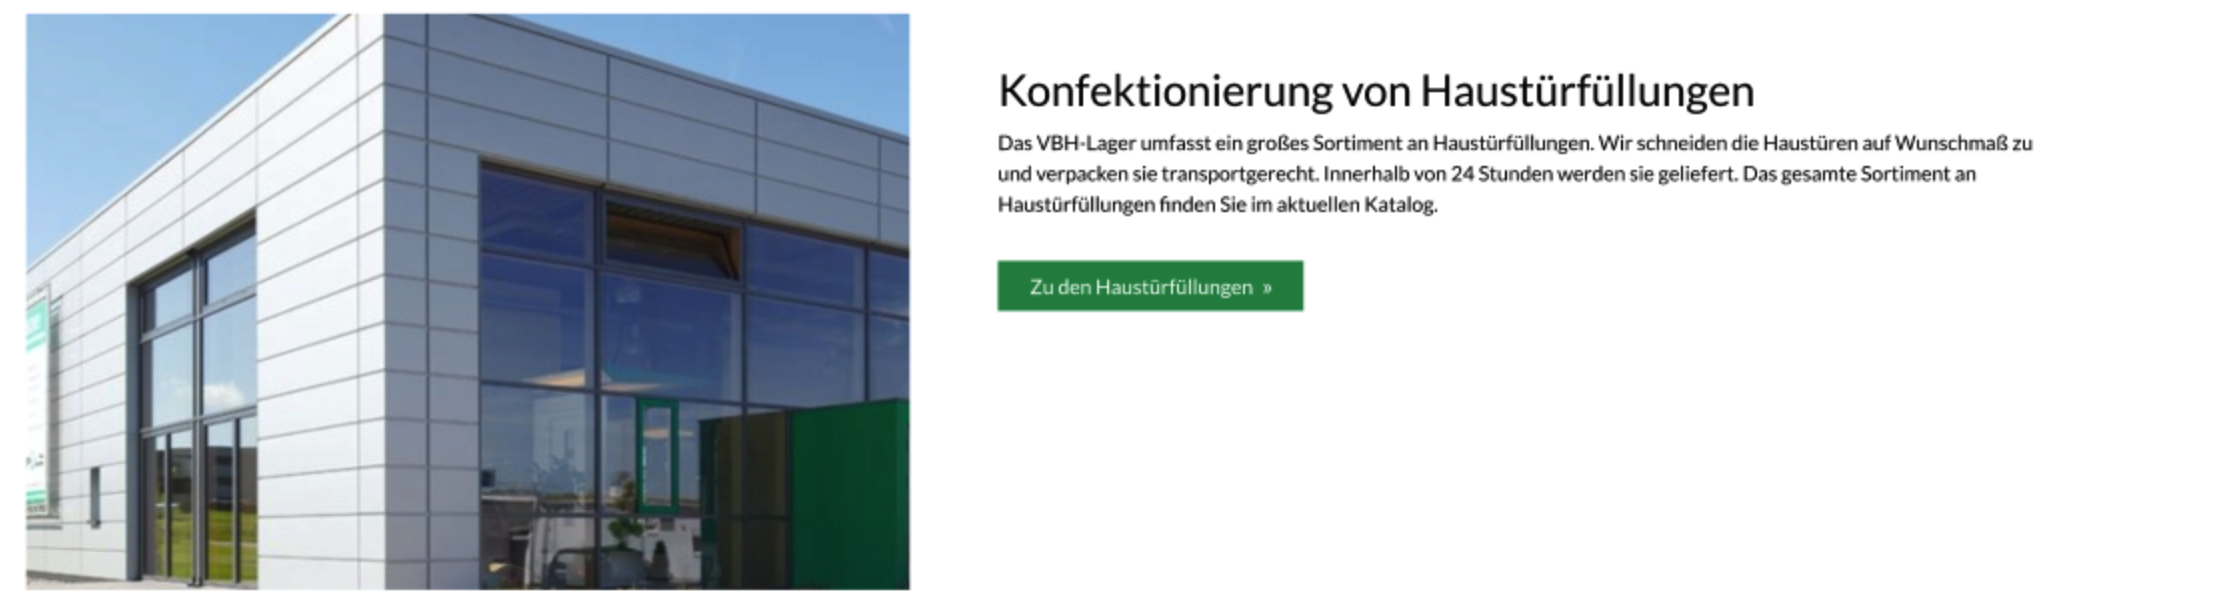 Konfektionierung von Haustürfüllungen
Das VBH-Lager umfasst ein großes Sortiment an Haustürfüllungen. Wir schneiden die Haustüren auf Wunschmaß zu
und verpacken sie transportgerecht. Innerhalb von 24 Stunden werden sie geliefert. Das gesamte Sortiment an
Haustürfüllungen finden Sie im aktuellen Katalog.
Zu den Haustürfüllungen »